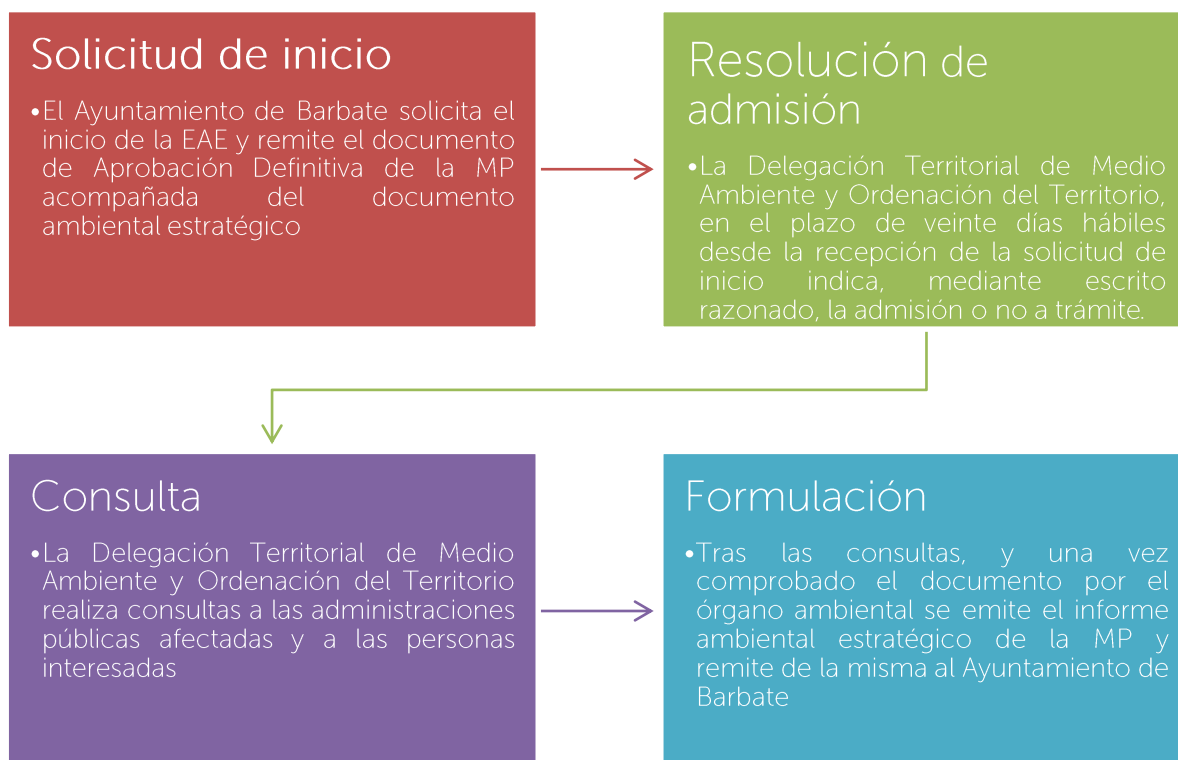 Solicitud de inicio
•El Ayuntamiento de Barbate solicita el
inicio de la EAE y remite el documento
de Aprobación Definitiva de la MP
acompañada del documento
ambiental estratégico
Resolución de
admisión
•La Delegación Territorial de Medio
Ambiente y Ordenación del Territorio,
en el plazo de veinte días hábiles
desde la recepción de la solicitud de
inicio indica, mediante escrito
razonado, la admisión o no a trámite.
Consulta
•La Delegación Territorial de Medio
Ambiente y Ordenación del Territorio
realiza consultas a las administraciones
públicas afectadas y a las personas
interesadas
Formulación
•Tras las consultas, y una vez
comprobado el documento por el
órgano ambiental se emite el informe
ambiental estratégico de la MP y
remite de la misma al Ayuntamiento de
Barbate